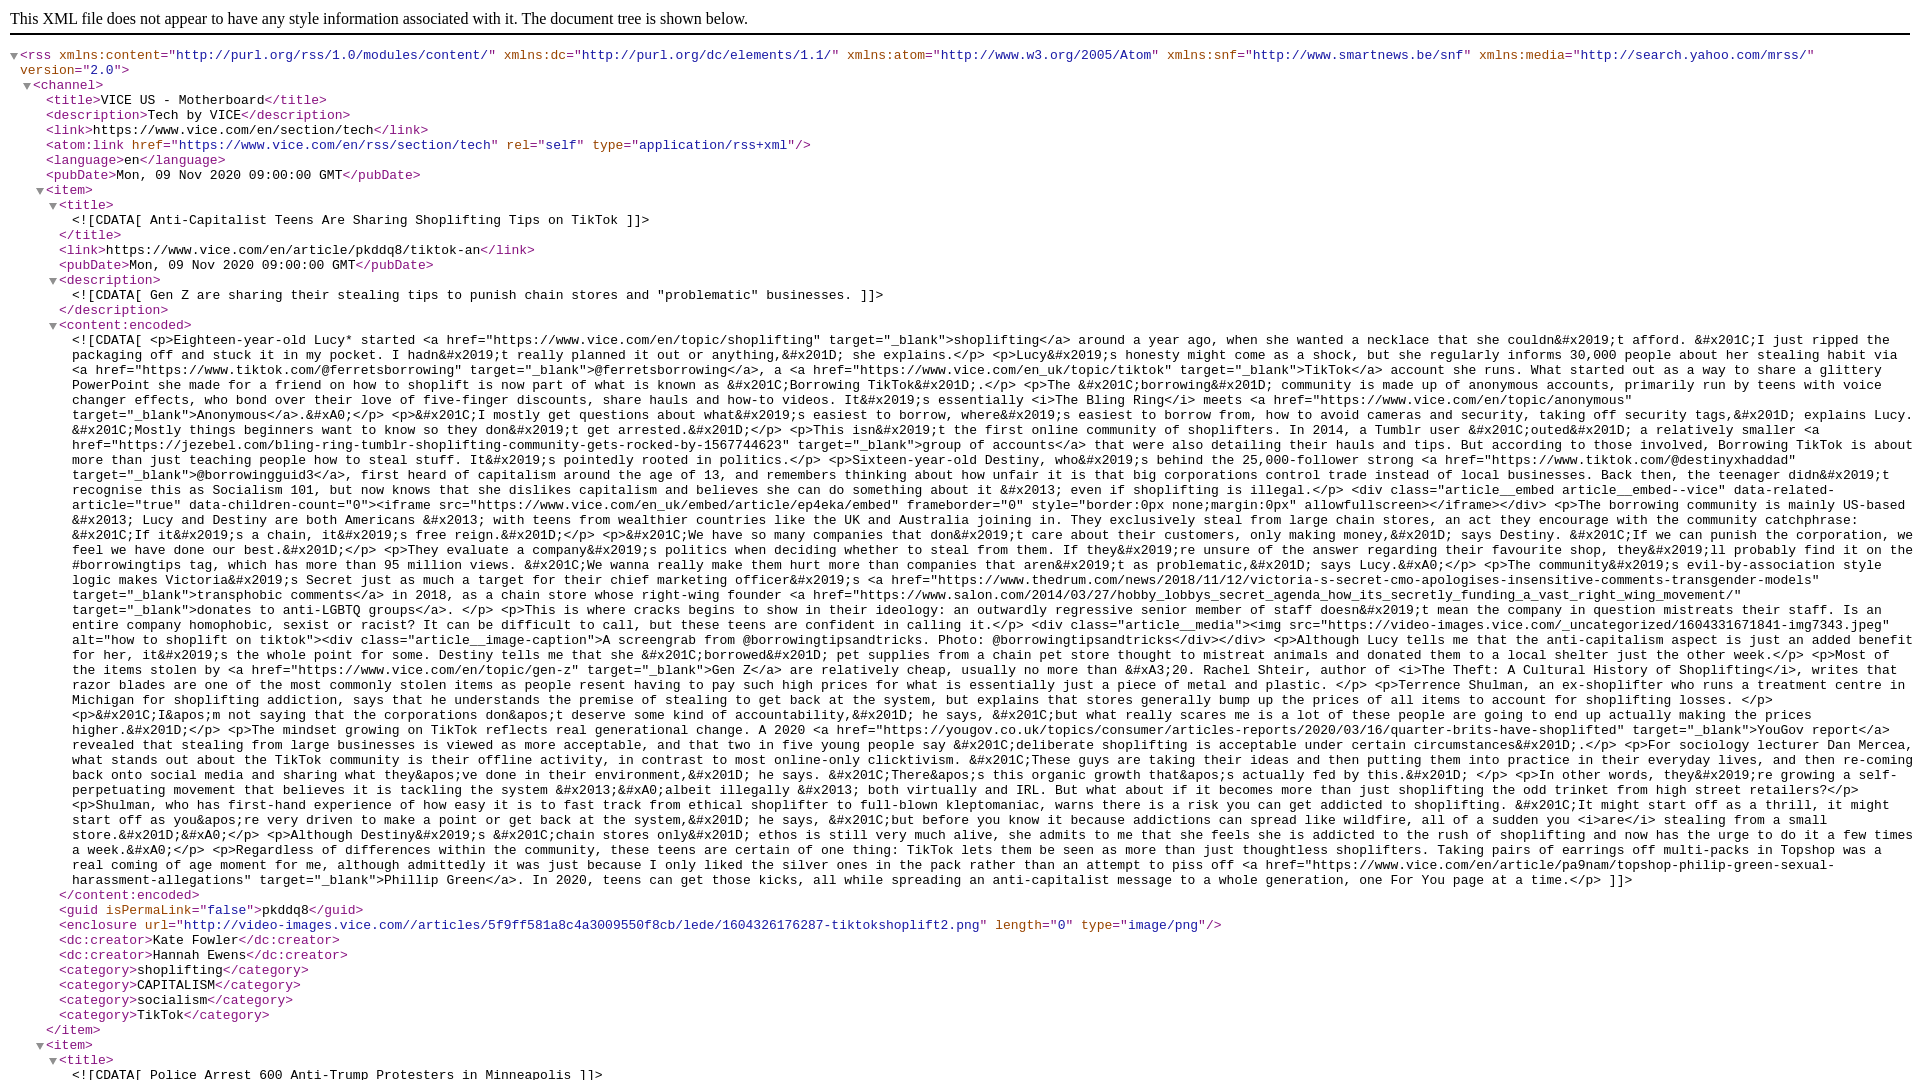 This XML file does not appear to have any style information associated with it. The document tree is shown below.
<rss xmlns:content="http://purl.org/rss/1.0/modules/content/" xmlns:dc="http://purl.org/dc/elements/1.1/" xmlns:atom="http://www.w3.org/2005/Atom" xmlns:snf="http://www.smartnews.be/snf" xmlns:media="http://search.yahoo.com/mrss/"
version="2.0">
<channel>
<title>VICE US - Motherboard</title>
<description>Tech by VICE</description>
<link>https://www.vice.com/en/section/tech</link>
<atom:link href="https://www.vice.com/en/rss/section/tech" rel="self" type="application/rss+xml"/>
<language>en</language>
<pubDate>Mon, 09 Nov 2020 09:00:00 GMT</pubDate>
<item>
<title>
<![CDATA[ Anti-Capitalist Teens Are Sharing Shoplifting Tips on TikTok ]]>
</title>
<link>https://www.vice.com/en/article/pkddq8/tiktok-an</link>
<pubDate>Mon, 09 Nov 2020 09:00:00 GMT</pubDate>
<description>
<![CDATA[ Gen Z are sharing their stealing tips to punish chain stores and "problematic" businesses. ]]>
</description>
<content:encoded>
<![CDATA[ <p>Eighteen-year-old Lucy* started <a href="https://www.vice.com/en/topic/shoplifting" target="_blank">shoplifting</a> around a year ago, when she wanted a necklace that she couldn&#x2019;t afford. &#x201C;I just ripped the
packaging off and stuck it in my pocket. I hadn&#x2019;t really planned it out or anything,&#x201D; she explains.</p> <p>Lucy&#x2019;s honesty might come as a shock, but she regularly informs 30,000 people about her stealing habit via
<a href="https://www.tiktok.com/@ferretsborrowing" target="_blank">@ferretsborrowing</a>, a <a href="https://www.vice.com/en_uk/topic/tiktok" target="_blank">TikTok</a> account she runs. What started out as a way to share a glittery
PowerPoint she made for a friend on how to shoplift is now part of what is known as &#x201C;Borrowing TikTok&#x201D;.</p> <p>The &#x201C;borrowing&#x201D; community is made up of anonymous accounts, primarily run by teens with voice
changer effects, who bond over their love of five-finger discounts, share hauls and how-to videos. It&#x2019;s essentially <i>The Bling Ring</i> meets <a href="https://www.vice.com/en/topic/anonymous"
target="_blank">Anonymous</a>.&#xA0;</p> <p>&#x201C;I mostly get questions about what&#x2019;s easiest to borrow, where&#x2019;s easiest to borrow from, how to avoid cameras and security, taking off security tags,&#x201D; explains Lucy.
&#x201C;Mostly things beginners want to know so they don&#x2019;t get arrested.&#x201D;</p> <p>This isn&#x2019;t the first online community of shoplifters. In 2014, a Tumblr user &#x201C;outed&#x201D; a relatively smaller <a
href="https://jezebel.com/bling-ring-tumblr-shoplifting-community-gets-rocked-by-1567744623" target="_blank">group of accounts</a> that were also detailing their hauls and tips. But according to those involved, Borrowing TikTok is about
more than just teaching people how to steal stuff. It&#x2019;s pointedly rooted in politics.</p> <p>Sixteen-year-old Destiny, who&#x2019;s behind the 25,000-follower strong <a href="https://www.tiktok.com/@destinyxhaddad"
target="_blank">@borrowingguid3</a>, first heard of capitalism around the age of 13, and remembers thinking about how unfair it is that big corporations control trade instead of local businesses. Back then, the teenager didn&#x2019;t
recognise this as Socialism 101, but now knows that she dislikes capitalism and believes she can do something about it &#x2013; even if shoplifting is illegal.</p> <div class="article__embed article__embed--vice" data-related-
article="true" data-children-count="0"><iframe src="https://www.vice.com/en_uk/embed/article/ep4eka/embed" frameborder="0" style="border:0px none;margin:0px" allowfullscreen></iframe></div> <p>The borrowing community is mainly US-based
&#x2013; Lucy and Destiny are both Americans &#x2013; with teens from wealthier countries like the UK and Australia joining in. They exclusively steal from large chain stores, an act they encourage with the community catchphrase:
&#x201C;If it&#x2019;s a chain, it&#x2019;s free reign.&#x201D;</p> <p>&#x201C;We have so many companies that don&#x2019;t care about their customers, only making money,&#x201D; says Destiny. &#x201C;If we can punish the corporation, we
feel we have done our best.&#x201D;</p> <p>They evaluate a company&#x2019;s politics when deciding whether to steal from them. If they&#x2019;re unsure of the answer regarding their favourite shop, they&#x2019;ll probably find it on the
#borrowingtips tag, which has more than 95 million views. &#x201C;We wanna really make them hurt more than companies that aren&#x2019;t as problematic,&#x201D; says Lucy.&#xA0;</p> <p>The community&#x2019;s evil-by-association style
logic makes Victoria&#x2019;s Secret just as much a target for their chief marketing officer&#x2019;s <a href="https://www.thedrum.com/news/2018/11/12/victoria-s-secret-cmo-apologises-insensitive-comments-transgender-models"
target="_blank">transphobic comments</a> in 2018, as a chain store whose right-wing founder <a href="https://www.salon.com/2014/03/27/hobby_lobbys_secret_agenda_how_its_secretly_funding_a_vast_right_wing_movement/"
target="_blank">donates to anti-LGBTQ groups</a>. </p> <p>This is where cracks begins to show in their ideology: an outwardly regressive senior member of staff doesn&#x2019;t mean the company in question mistreats their staff. Is an
entire company homophobic, sexist or racist? It can be difficult to call, but these teens are confident in calling it.</p> <div class="article__media"><img src="https://video-images.vice.com/_uncategorized/1604331671841-img7343.jpeg"
alt="how to shoplift on tiktok"><div class="article__image-caption">A screengrab from @borrowingtipsandtricks. Photo: @borrowingtipsandtricks</div></div> <p>Although Lucy tells me that the anti-capitalist aspect is just an added benefit
for her, it&#x2019;s the whole point for some. Destiny tells me that she &#x201C;borrowed&#x201D; pet supplies from a chain pet store thought to mistreat animals and donated them to a local shelter just the other week.</p> <p>Most of
the items stolen by <a href="https://www.vice.com/en/topic/gen-z" target="_blank">Gen Z</a> are relatively cheap, usually no more than &#xA3;20. Rachel Shteir, author of <i>The Theft: A Cultural History of Shoplifting</i>, writes that
razor blades are one of the most commonly stolen items as people resent having to pay such high prices for what is essentially just a piece of metal and plastic. </p> <p>Terrence Shulman, an ex-shoplifter who runs a treatment centre in
Michigan for shoplifting addiction, says that he understands the premise of stealing to get back at the system, but explains that stores generally bump up the prices of all items to account for shoplifting losses. </p>
<p>&#x201C;I&apos;m not saying that the corporations don&apos;t deserve some kind of accountability,&#x201D; he says, &#x201C;but what really scares me is a lot of these people are going to end up actually making the prices
higher.&#x201D;</p> <p>The mindset growing on TikTok reflects real generational change. A 2020 <a href="https://yougov.co.uk/topics/consumer/articles-reports/2020/03/16/quarter-brits-have-shoplifted" target="_blank">YouGov report</a>
revealed that stealing from large businesses is viewed as more acceptable, and that two in five young people say &#x201C;deliberate shoplifting is acceptable under certain circumstances&#x201D;.</p> <p>For sociology lecturer Dan Mercea,
what stands out about the TikTok community is their offline activity, in contrast to most online-only clicktivism. &#x201C;These guys are taking their ideas and then putting them into practice in their everyday lives, and then re-coming
back onto social media and sharing what they&apos;ve done in their environment,&#x201D; he says. &#x201C;There&apos;s this organic growth that&apos;s actually fed by this.&#x201D; </p> <p>In other words, they&#x2019;re growing a self-
perpetuating movement that believes it is tackling the system &#x2013;&#xA0;albeit illegally &#x2013; both virtually and IRL. But what about if it becomes more than just shoplifting the odd trinket from high street retailers?</p>
<p>Shulman, who has first-hand experience of how easy it is to fast track from ethical shoplifter to full-blown kleptomaniac, warns there is a risk you can get addicted to shoplifting. &#x201C;It might start off as a thrill, it might
start off as you&apos;re very driven to make a point or get back at the system,&#x201D; he says, &#x201C;but before you know it because addictions can spread like wildfire, all of a sudden you <i>are</i> stealing from a small
store.&#x201D;&#xA0;</p> <p>Although Destiny&#x2019;s &#x201C;chain stores only&#x201D; ethos is still very much alive, she admits to me that she feels she is addicted to the rush of shoplifting and now has the urge to do it a few times
a week.&#xA0;</p> <p>Regardless of differences within the community, these teens are certain of one thing: TikTok lets them be seen as more than just thoughtless shoplifters. Taking pairs of earrings off multi-packs in Topshop was a
real coming of age moment for me, although admittedly it was just because I only liked the silver ones in the pack rather than an attempt to piss off <a href="https://www.vice.com/en/article/pa9nam/topshop-philip-green-sexual-
harassment-allegations" target="_blank">Phillip Green</a>. In 2020, teens can get those kicks, all while spreading an anti-capitalist message to a whole generation, one For You page at a time.</p> ]]>
</content:encoded>
<guid isPermaLink="false">pkddq8</guid>
<enclosure url="http://video-images.vice.com//articles/5f9ff581a8c4a3009550f8cb/lede/1604326176287-tiktokshoplift2.png" length="0" type="image/png"/>
<dc:creator>Kate Fowler</dc:creator>
<dc:creator>Hannah Ewens</dc:creator>
<category>shoplifting</category>
<category>CAPITALISM</category>
<category>socialism</category>
<category>TikTok</category>
</item>
<item>
<title>
<![CDATA[ Police Arrest 600 Anti-Trump Protesters in Minneapolis ]]>